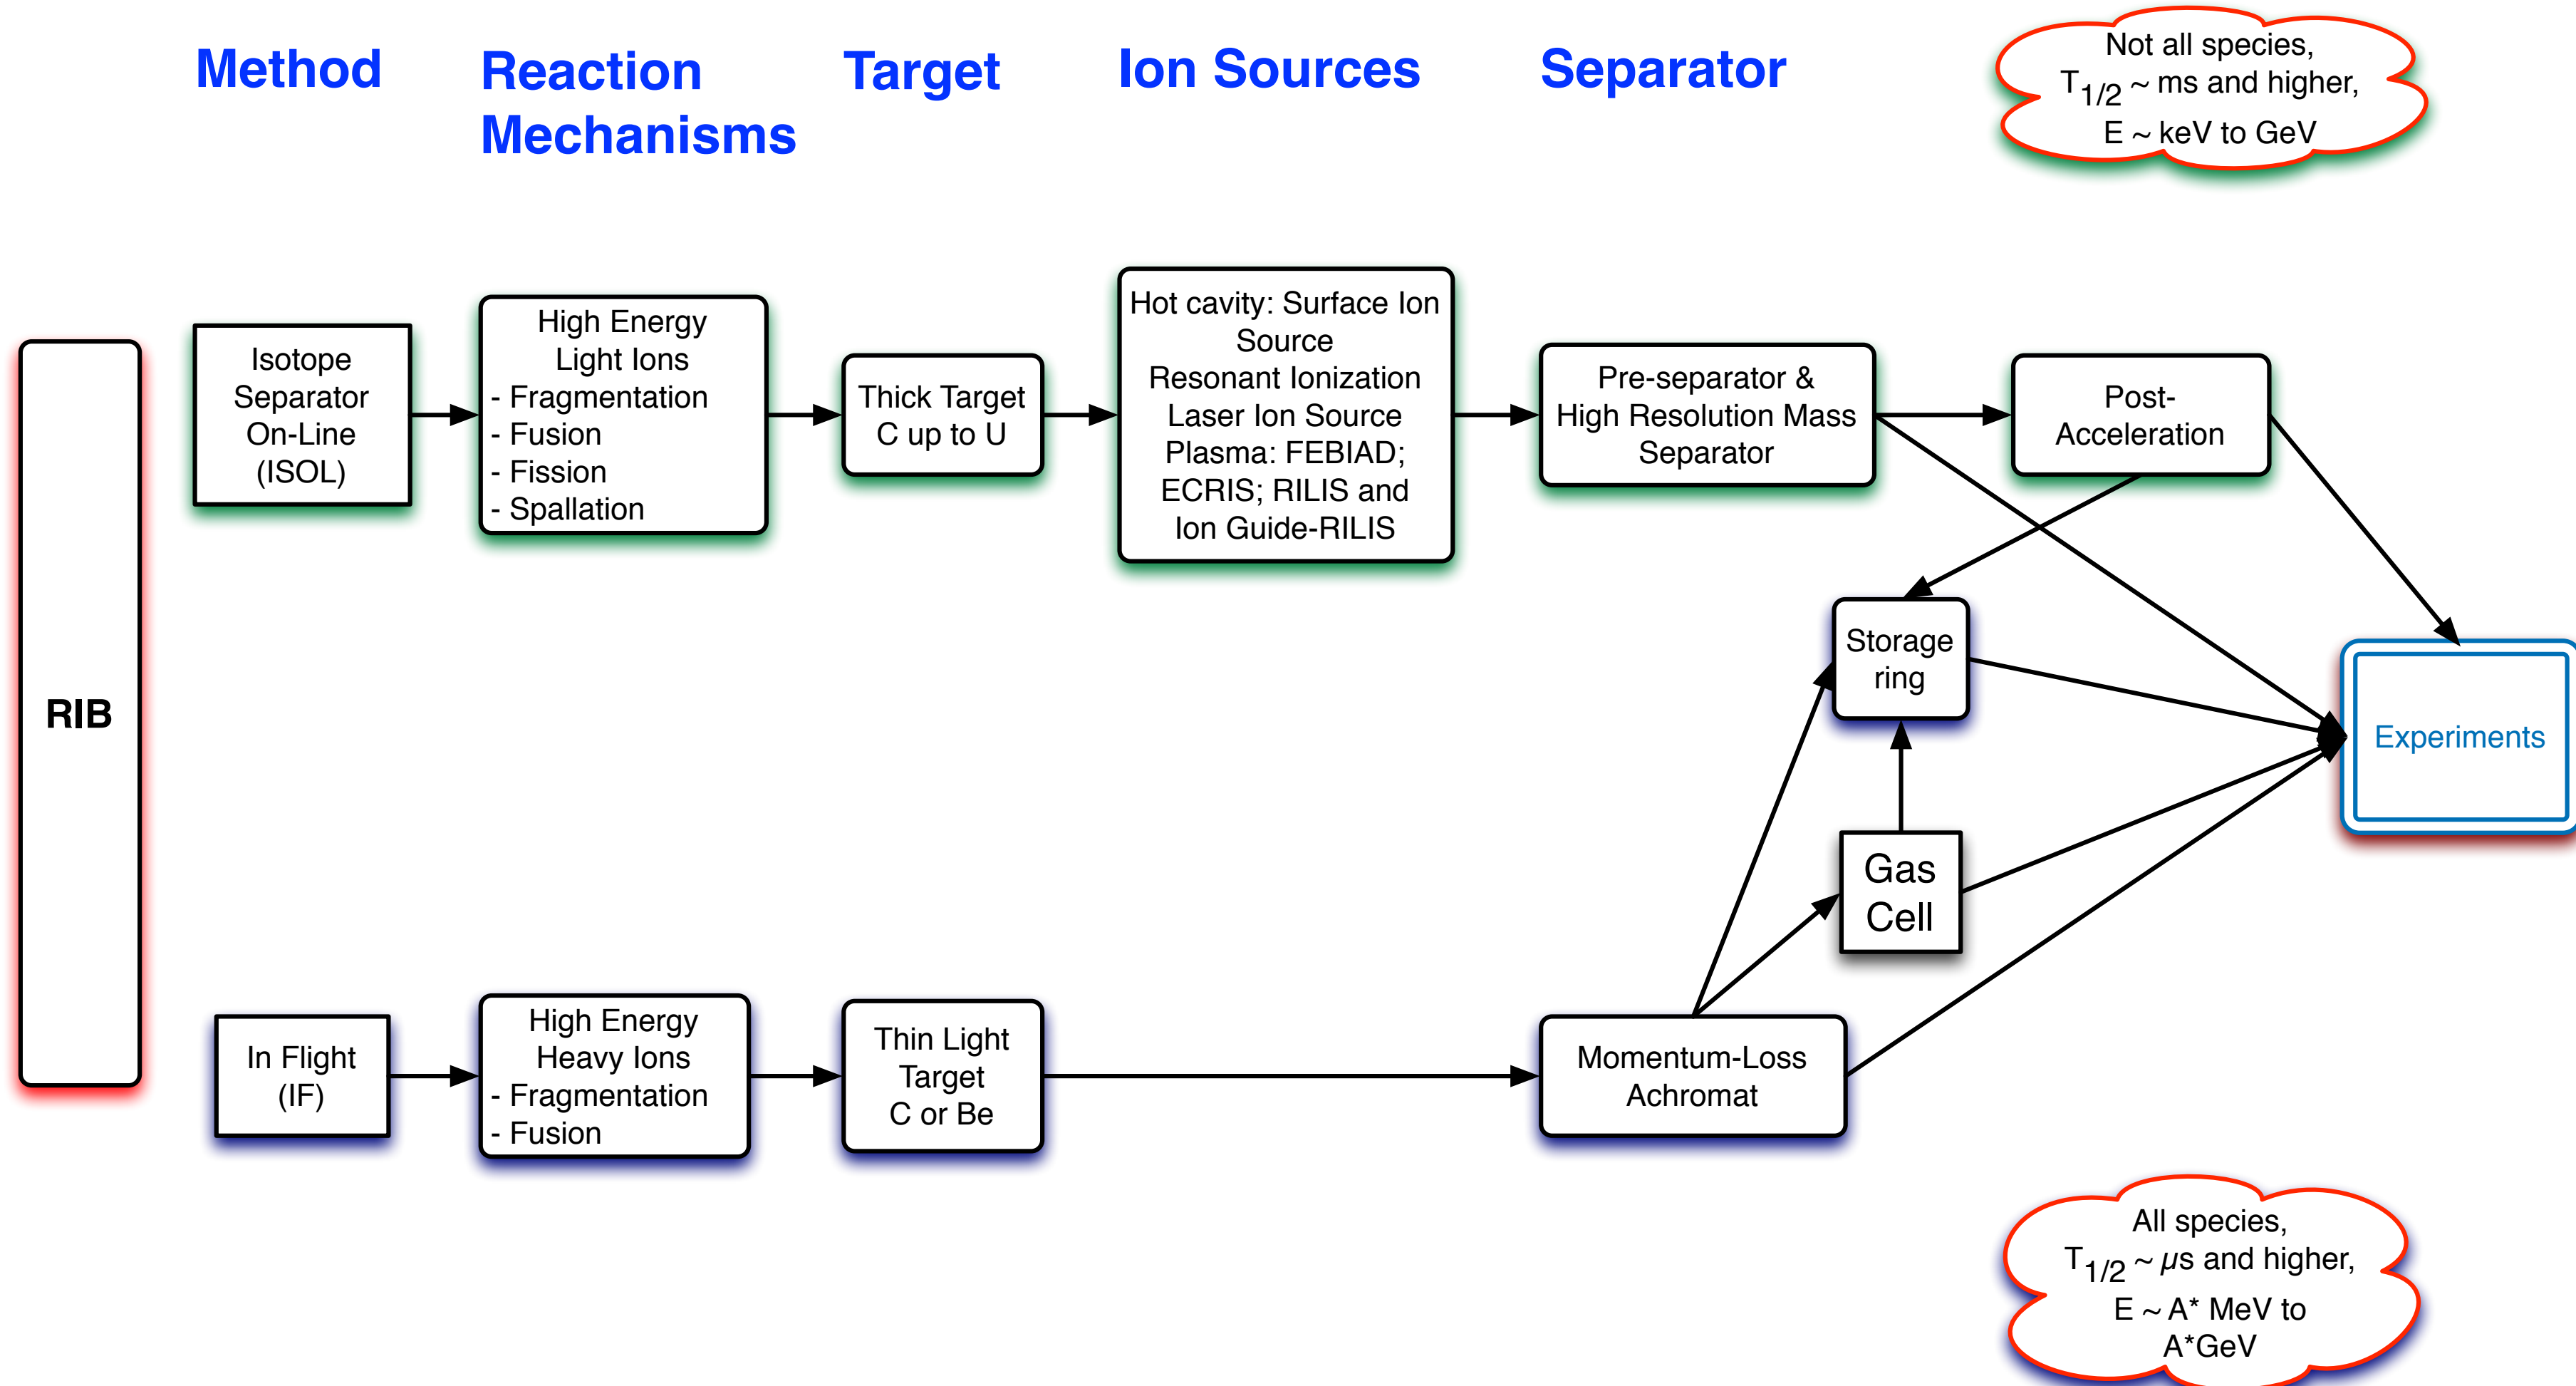 Method
Reaction
Mechanisms
Target
Ion Sources
Separator
Not all species,
T1/2 ~ ms and higher,
E ~ keV to GeV
RIB
Isotope
Separator
On-Line
(ISOL)
High Energy
Light Ions
- Fragmentation
- Fusion
- Fission
- Spallation
Thick Target
C up to U
Hot cavity: Surface Ion
Source
Resonant Ionization
Laser Ion Source
Plasma: FEBIAD;
ECRIS; RILIS and
Ion Guide-RILIS
Pre-separator &
High Resolution Mass
Separator
Post-
Acceleration
Storage
ring
Experiments
Gas
Cell
In Flight
(IF)
High Energy
Heavy Ions
- Fragmentation
- Fusion
Thin Light
Target
C or Be
Momentum-Loss
Achromat
All species,
T1/2 ~ µs and higher,
E ~ A* MeV to
A*GeV